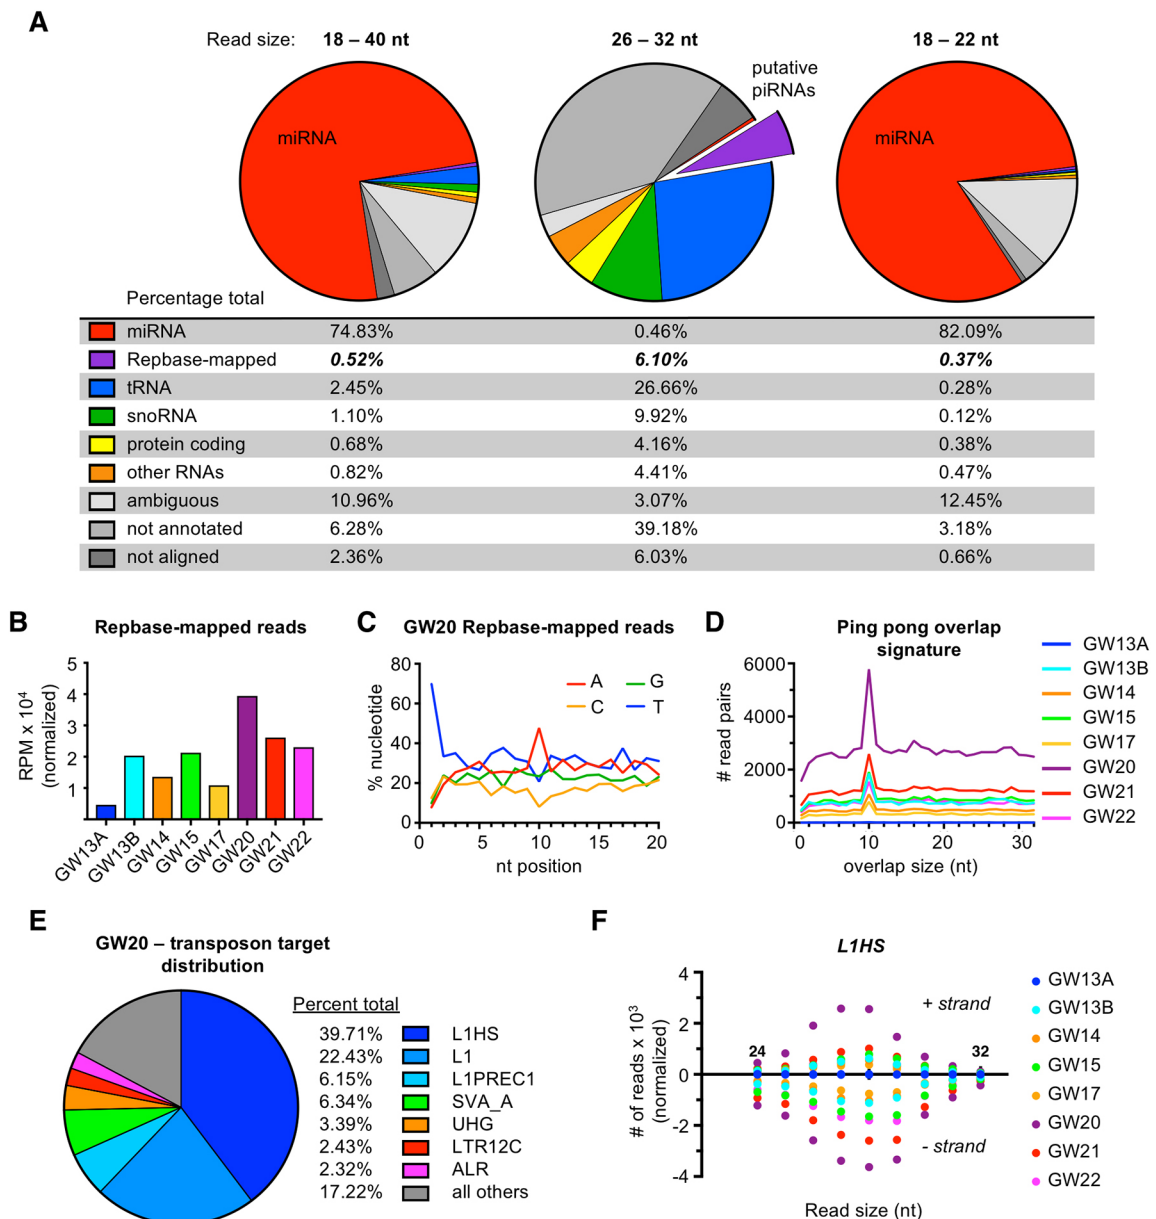 A
Read size: 18 – 40 nt 26 – 32 nt 18 – 22 nt
putative
piRNAs
miRNA
miRNA
Percentage total
miRNA 74.83% 0.46% 82.09%
Repbase-mapped 0.52% 6.10% 0.37%
tRNA 2.45% 26.66% 0.28%
snoRNA 1.10% 9.92% 0.12%
protein coding 0.68% 4.16% 0.38%
other RNAs 0.82% 4.41% 0.47%
ambiguous 10.96% 3.07% 12.45%
not annotated 6.28% 39.18% 3.18%
not aligned 2.36% 6.03% 0.66%
B
Repbase-mapped reads
RPM x 10⁴
(normalized)
5
4
3
2
1
GW13A
GW13B
GW14
GW15
GW17
GW20
GW21
GW22
C
GW20 Repbase-mapped reads
% nucleotide
80
60
40
20
0
A G
C T
0 5 10 15 20
nt position
D
Ping pong overlap
signature
# read pairs
6000
4000
2000
0
0 10 20 30
overlap size (nt)
GW13A
GW13B
GW14
GW15
GW17
GW20
GW21
GW22
E
GW20 – transposon target
distribution
Percent total
39.71% L1HS
22.43% L1
6.15% L1PREC1
6.34% SVA_A
3.39% UHG
2.43% LTR12C
2.32% ALR
17.22% all others
F
L1HS
# of reads x 10³
(normalized)
4
2
0
-2
-4
+ strand
24 32
- strand
Read size (nt)
GW13A
GW13B
GW14
GW15
GW17
GW20
GW21
GW22